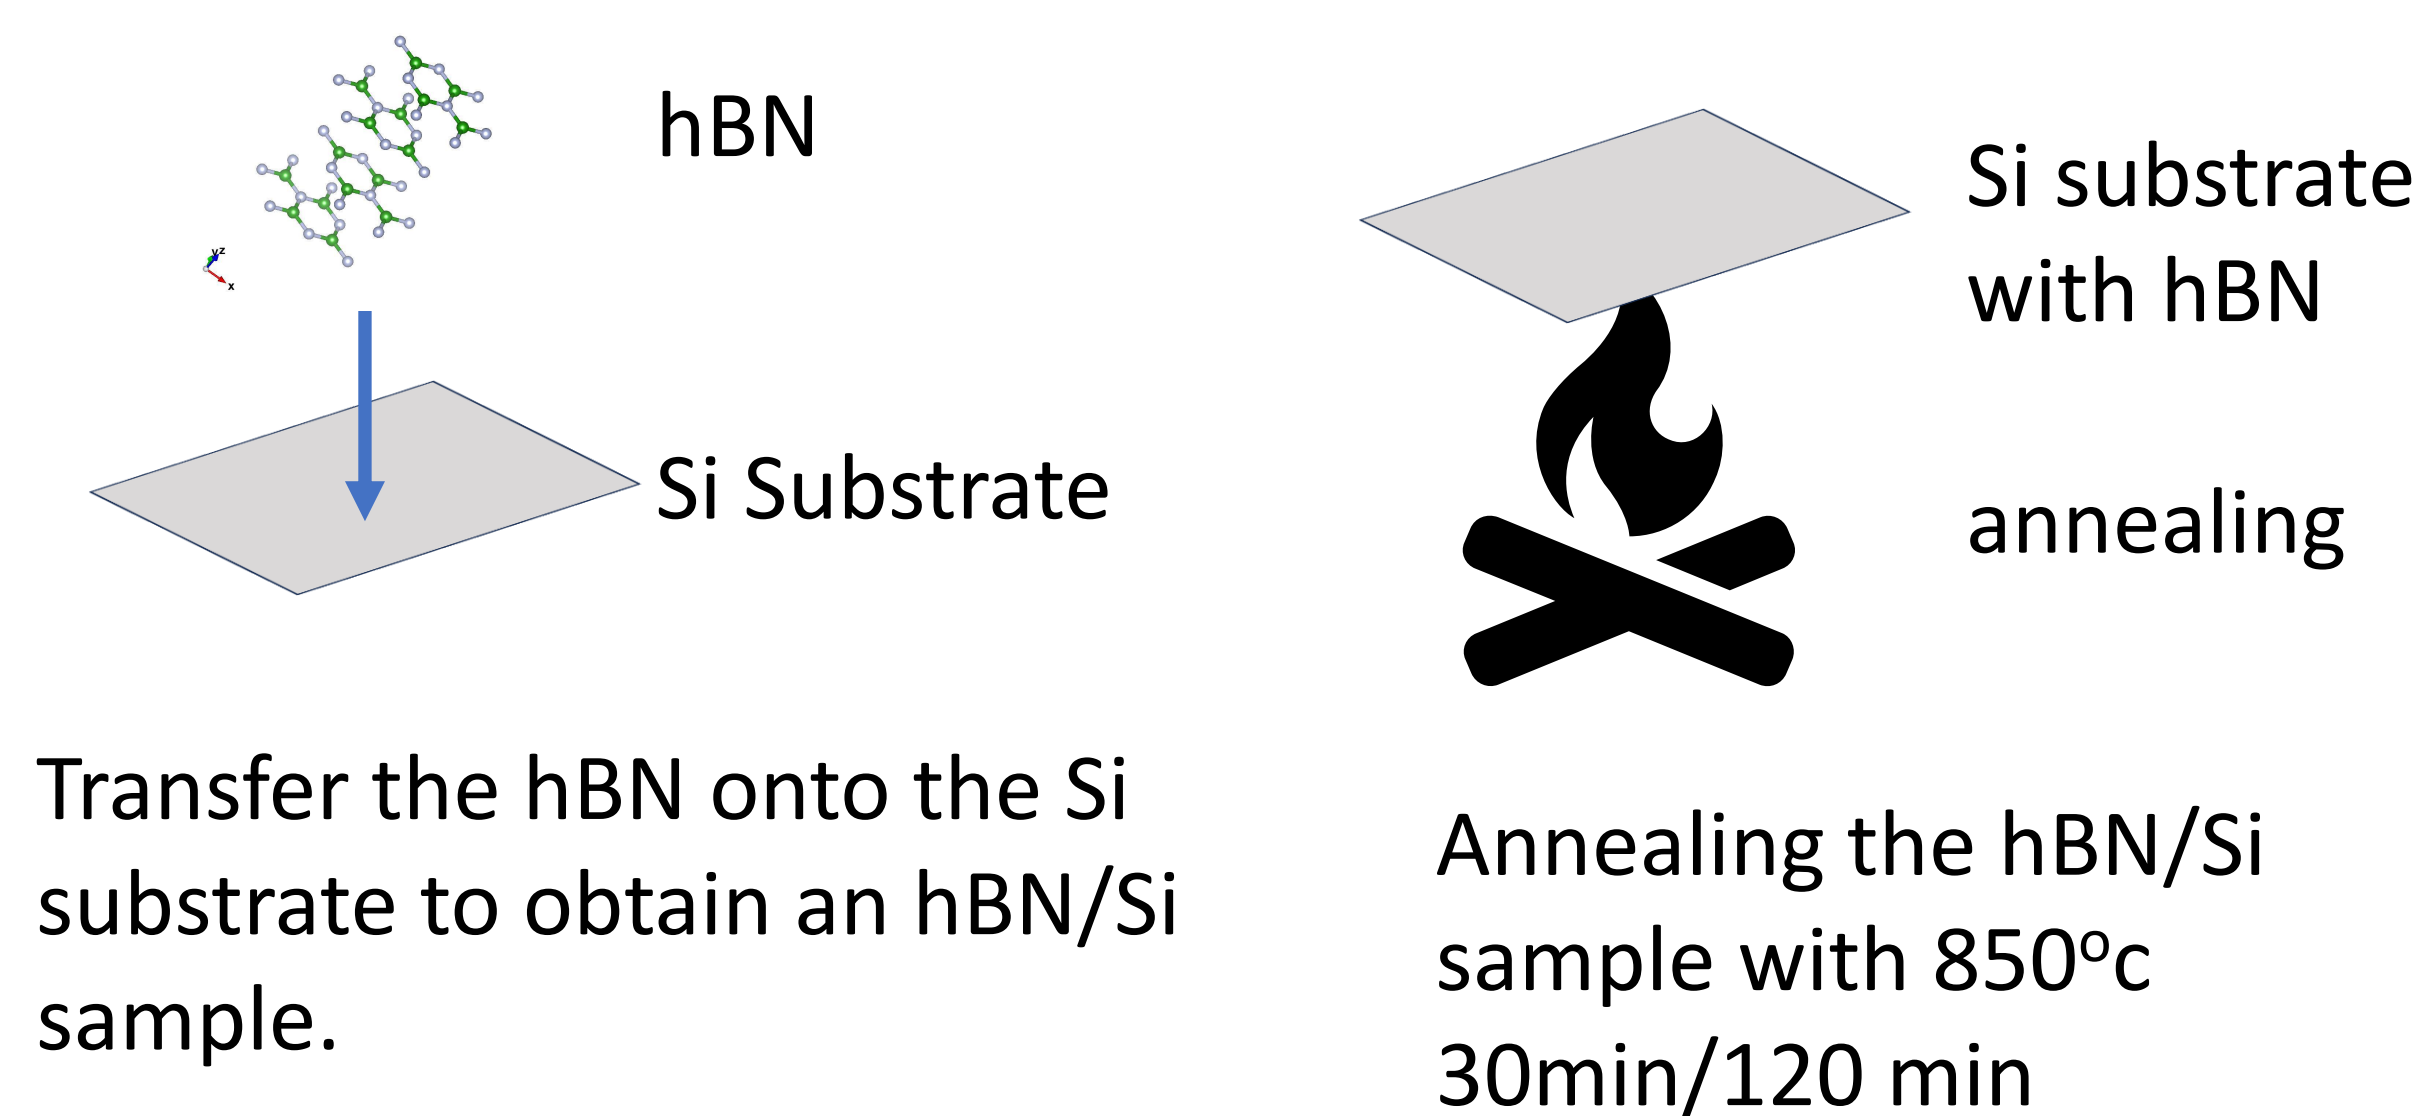 hBN
Si Substrate
yz
x
Transfer the hBN onto the Si
substrate to obtain an hBN/Si
sample.
Si substrate
with hBN
annealing
Annealing the hBN/Si
sample with 850ºc
30min/120 min